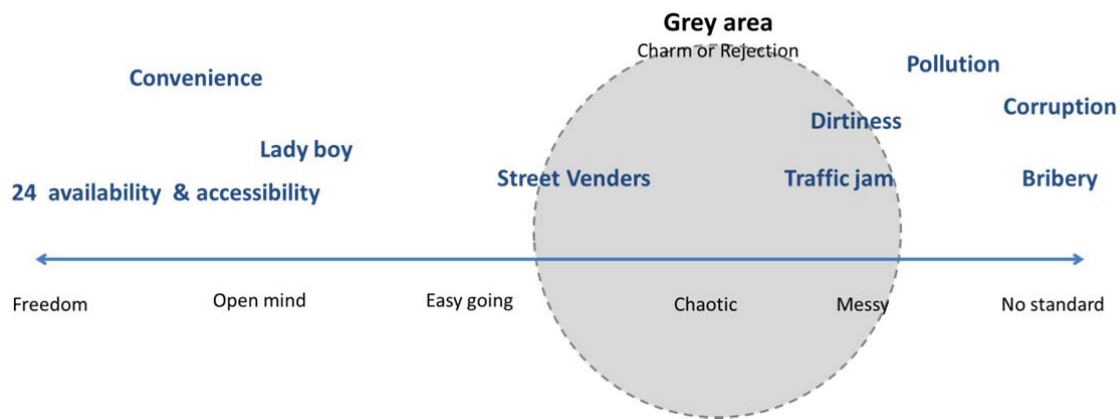 Grey area
Charm or Rejection
Convenience
Pollution
Corruption
Dirtiness
Lady boy
24 availability & accessibility
Street Venders
Traffic jam
Bribery
Freedom
Open mind
Easy going
Chaotic
Messy
No standard